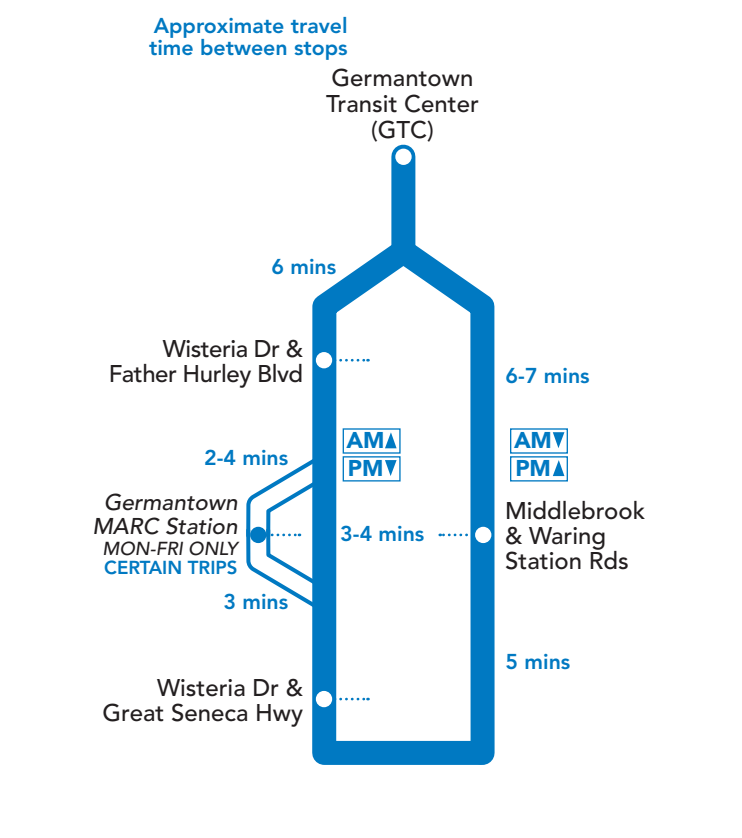 Approximate travel
time between stops
Germantown
Transit Center
(GTC)
6 mins
Wisteria Dr &
Father Hurley Blvd
6-7 mins
AM▲
PM▼
AM▼
PM▲
2-4 mins
Germantown
MARC Station
MON-FRI ONLY
CERTAIN TRIPS
3-4 mins
Middlebrook
& Waring
Station Rds
3 mins
5 mins
Wisteria Dr &
Great Seneca Hwy